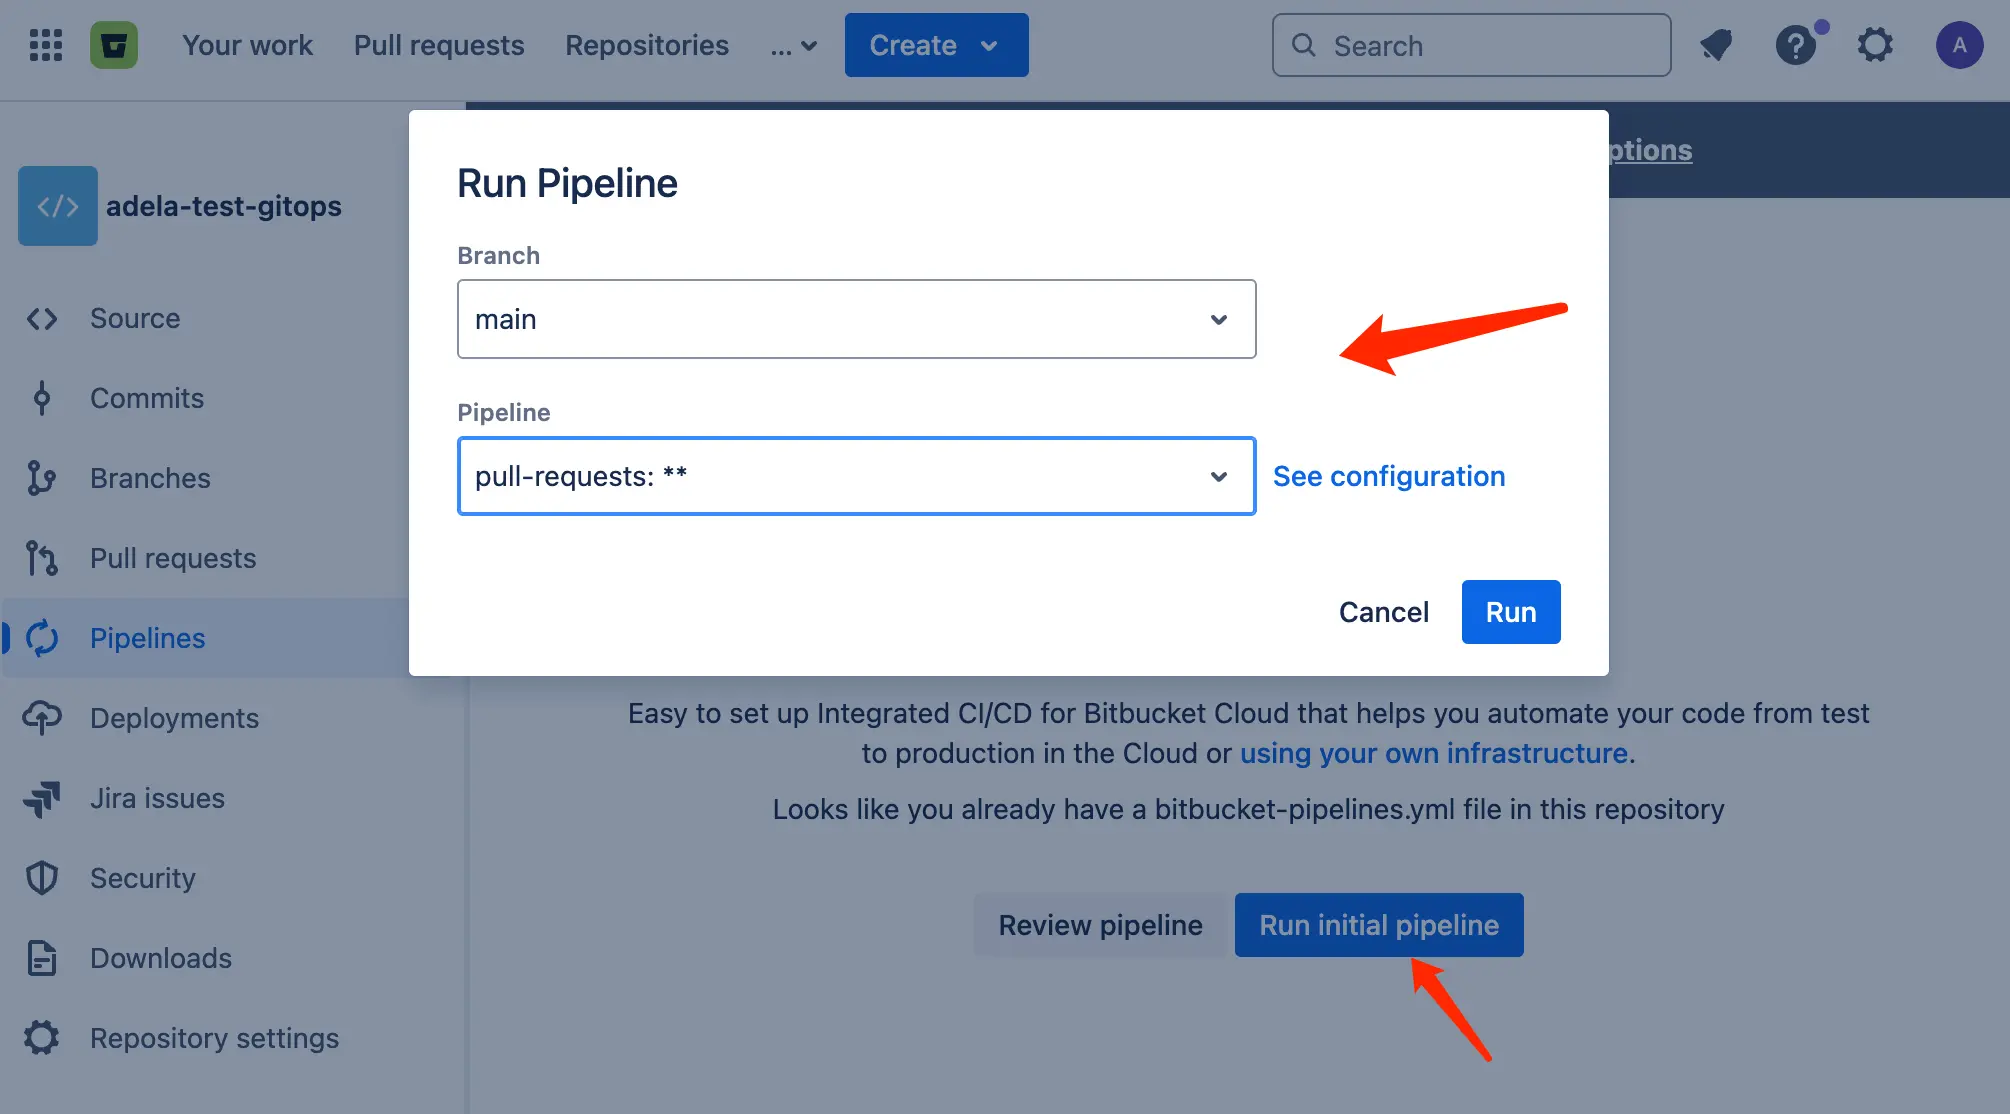 Your work
Pull requests
Repositories
...
Create
Search
A
ptions
</>
adela-test-gitops
Source
Commits
Branches
Pull requests
Pipelines
Deployments
Jira issues
Security
Downloads
Repository settings
Run Pipeline
Branch
main
Pipeline
pull-requests: **
See configuration
Cancel
Run
Easy to set up Integrated CI/CD for Bitbucket Cloud that helps you automate your code from test
to production in the Cloud or using your own infrastructure.
Looks like you already have a bitbucket-pipelines.yml file in this repository
Review pipeline
Run initial pipeline